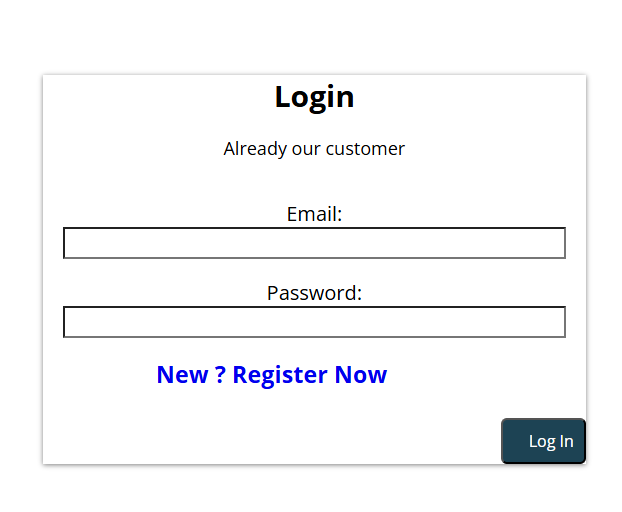 Login
Already our customer
Email:
Password:
New ? Register Now
Log In